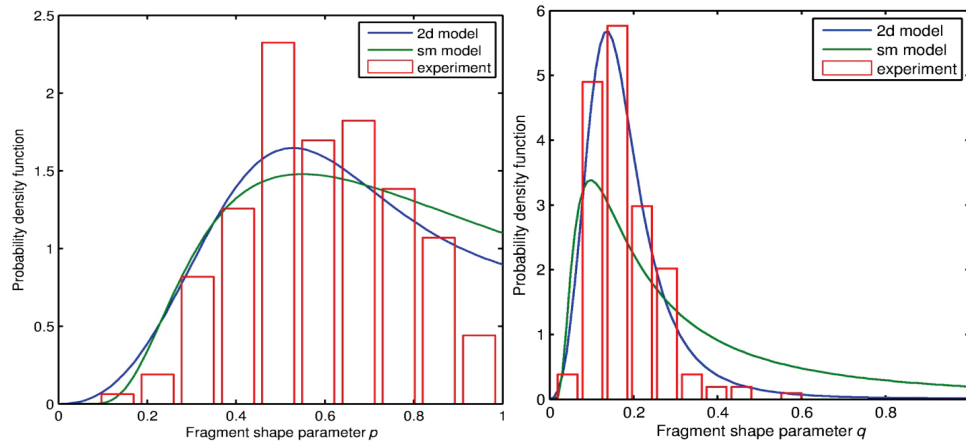 2.5
2
1.5
1
0.5
0
0 0.2 0.4 0.6 0.8 1
Probability density function
Fragment shape parameter p
2d model
sm model
experiment
6
5
4
3
2
1
0
0 0.2 0.4 0.6 0.8
Probability density function
Fragment shape parameter q
2d model
sm model
experiment